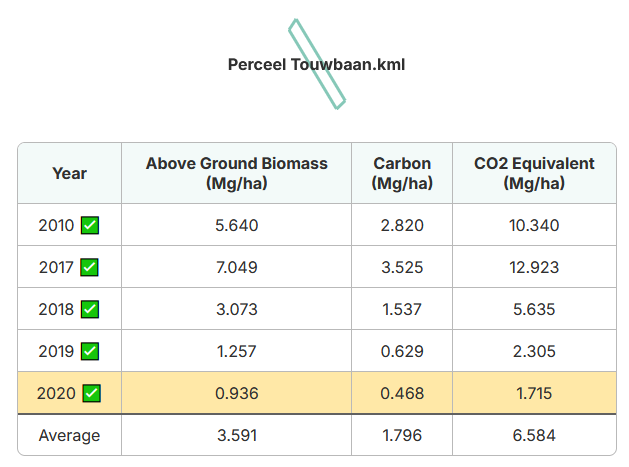 Perceel Touwbaan.kml
Year Above Ground Biomass (Mg/ha) Carbon (Mg/ha) CO2 Equivalent (Mg/ha)
2010 ✅ 5.640 2.820 10.340
2017 ✅ 7.049 3.525 12.923
2018 ✅ 3.073 1.537 5.635
2019 ✅ 1.257 0.629 2.305
2020 ✅ 0.936 0.468 1.715
Average 3.591 1.796 6.584